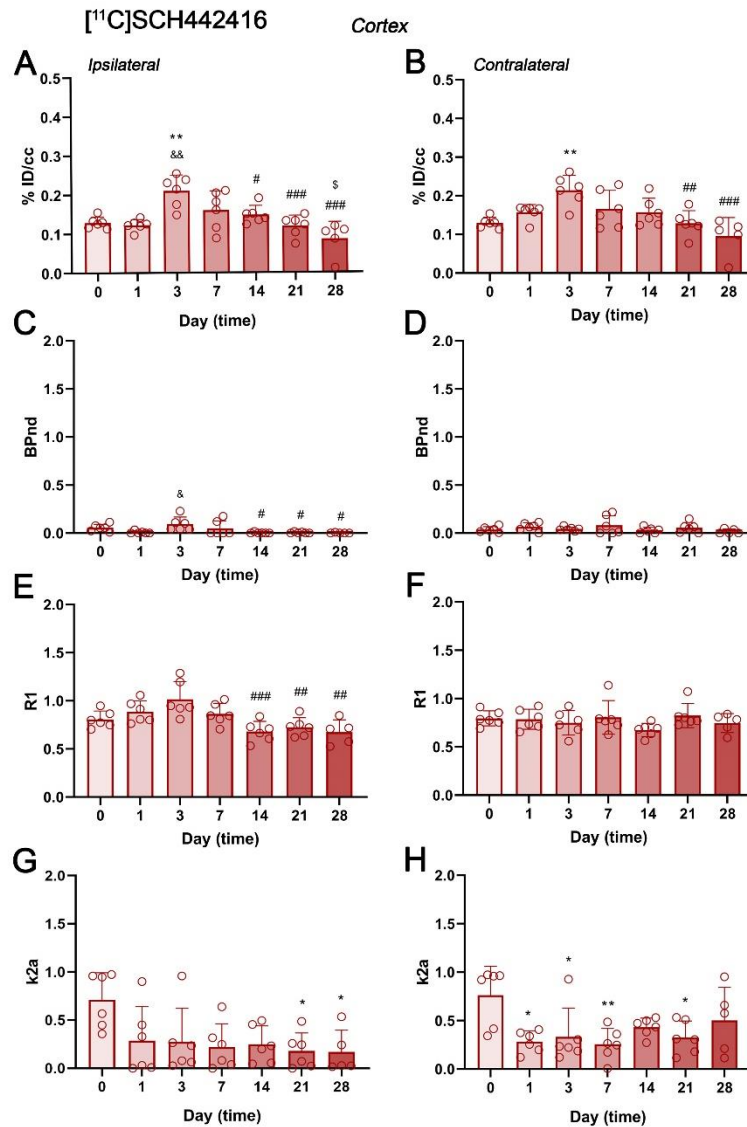 [¹¹C]SCH442416 Cortex
A Ipsilateral
B Contralateral
% ID/cc
0.5
0.4
0.3
0.2
0.1
0.0
** && # ### $ ###
0 1 3 7 14 21 28
Day (time)
% ID/cc
0.5
0.4
0.3
0.2
0.1
0.0
** ## ###
0 1 3 7 14 21 28
Day (time)
C
BPnd
2.0
1.5
1.0
0.5
0.0
& # # #
0 1 3 7 14 21 28
Day (time)
D
BPnd
2.0
1.5
1.0
0.5
0.0
0 1 3 7 14 21 28
Day (time)
E
R1
2.0
1.5
1.0
0.5
0.0
### ## ##
0 1 3 7 14 21 28
Day (time)
F
R1
2.0
1.5
1.0
0.5
0.0
0 1 3 7 14 21 28
Day (time)
G
k2a
2.0
1.5
1.0
0.5
0.0
* *
0 1 3 7 14 21 28
Day (time)
H
k2a
2.0
1.5
1.0
0.5
0.0
* * ** *
0 1 3 7 14 21 28
Day (time)